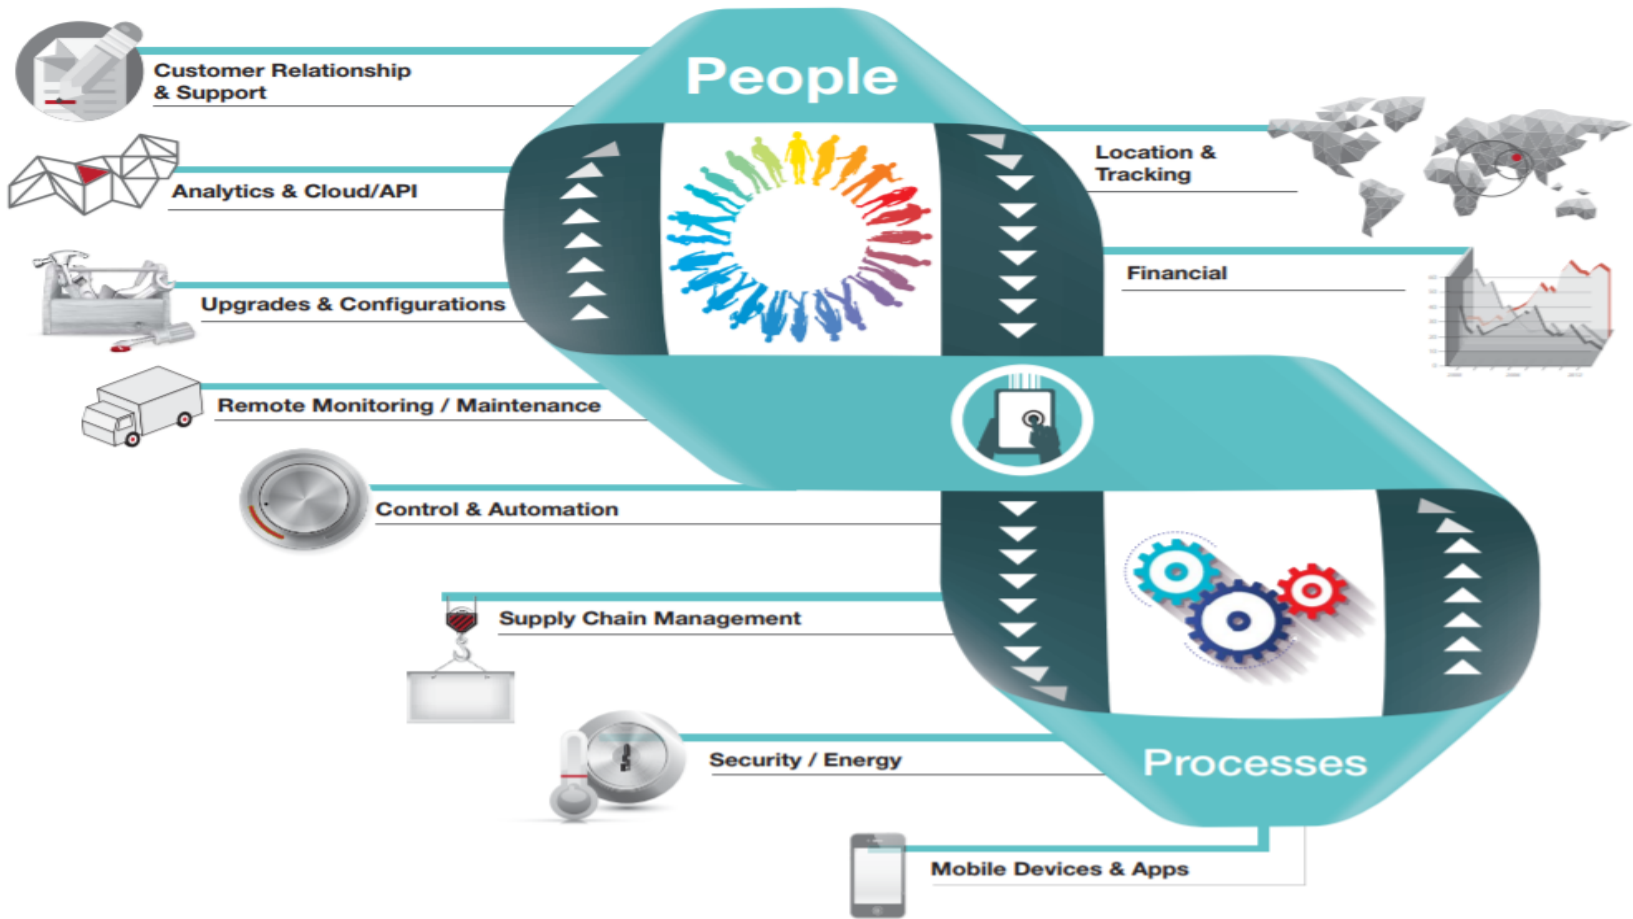 People
Customer Relationship
& Support
Analytics & Cloud/API
Upgrades & Configurations
Remote Monitoring / Maintenance
Control & Automation
Supply Chain Management
Security / Energy
Mobile Devices & Apps
Location &
Tracking
Financial
Processes